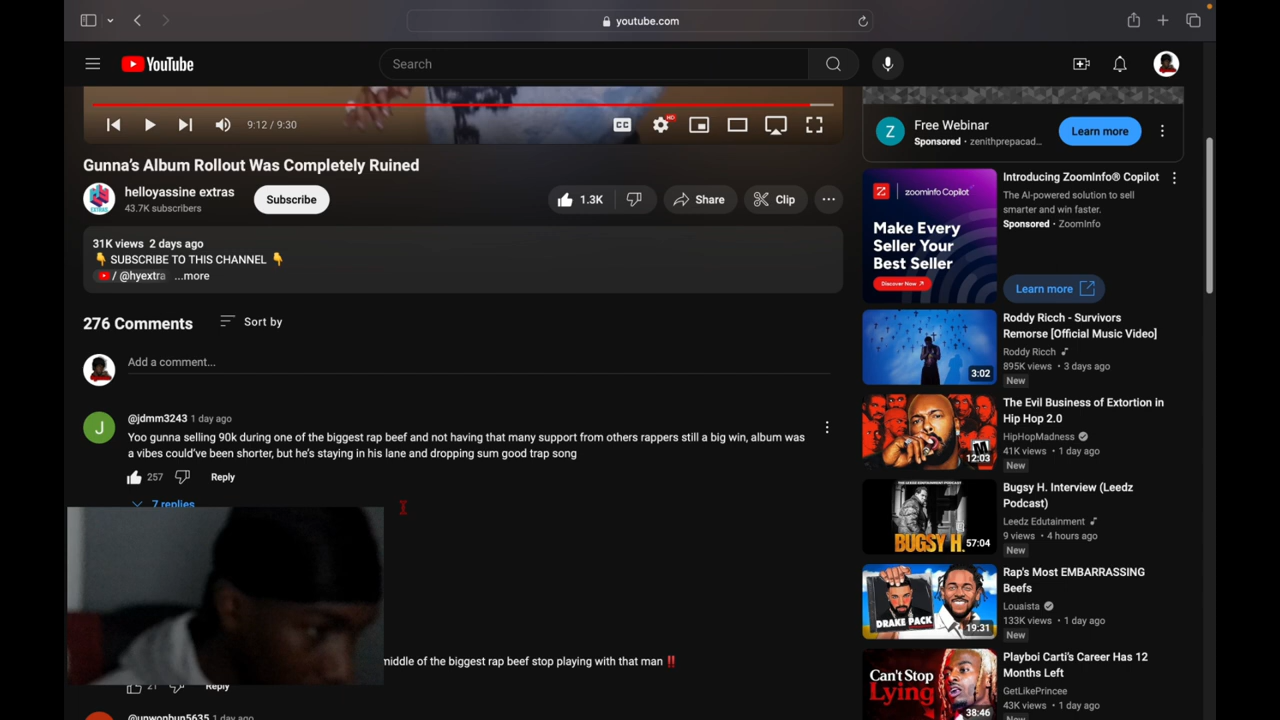 youtube.com
YouTube
Search
9:12 / 9:30
CC
HD
Gunna's Album Rollout Was Completely Ruined
helloyassine extras
43.7K subscribers
Subscribe
1.3K
Share
Clip
31K views 2 days ago
👇 SUBSCRIBE TO THIS CHANNEL 👇
/ @hyextra ...more
276 Comments
Sort by
Add a comment...
J
@jdmm3243 1 day ago
Yoo gunna selling 90k during one of the biggest rap beef and not having that many support from others rappers still a big win, album was
a vibes could've been shorter, but he's staying in his lane and dropping sum good trap song
257
Reply
7 replies
middle of the biggest rap beef stop playing with that man ‼️
21
Reply
@unwonbun5635 1 day ago
Z
Free Webinar
Sponsored · zenithprepacad...
Learn more
zoominfo Copilot
Make Every
Seller Your
Best Seller
Discover Now
Introducing ZoomInfo® Copilot
The AI-powered solution to sell
smarter and win faster.
Sponsored · ZoomInfo
Learn more
3:02
Roddy Ricch - Survivors
Remorse [Official Music Video]
Roddy Ricch
895K views · 3 days ago
New
12:03
The Evil Business of Extortion in
Hip Hop 2.0
HipHopMadness
41K views · 1 day ago
New
BUGSY H.
57:04
Bugsy H. Interview (Leedz
Podcast)
Leedz Edutainment
9 views · 4 hours ago
New
DRAKE PACK
19:31
Rap's Most EMBARRASSING
Beefs
Louaista
133K views · 1 day ago
New
Can't Stop
Lying
38:46
Playboi Carti's Career Has 12
Months Left
GetLikePrincee
43K views · 1 day ago
New